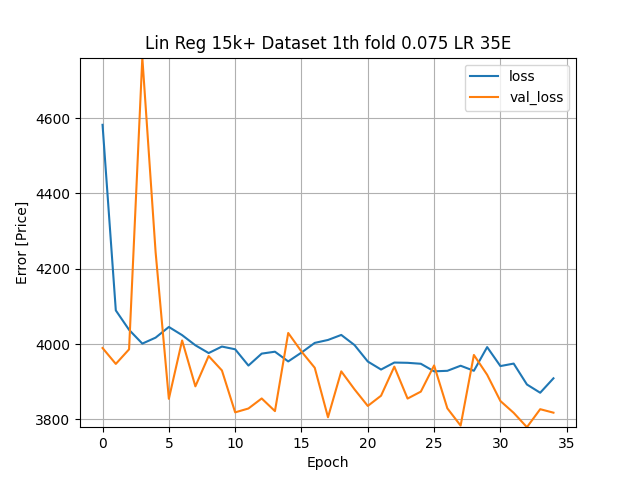 Lin Reg 15k+ Dataset 1th fold 0.075 LR 35E
loss
val_loss
Error [Price]
4600
4400
4200
4000
3800
0 5 10 15 20 25 30 35
Epoch